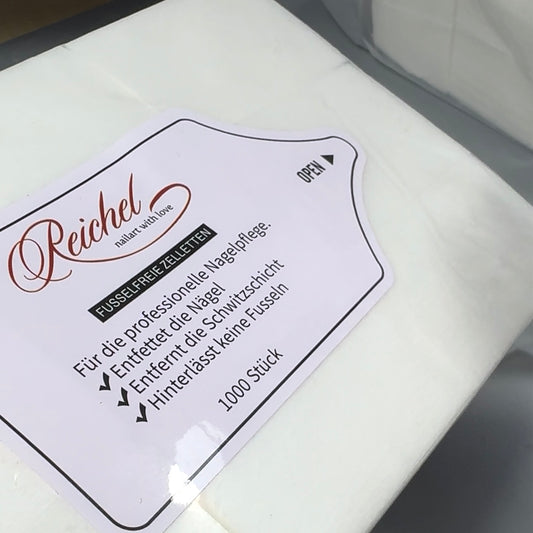 Reichel
nailart with love
OPEN
FUSSELFREIE ZELLETTEN
Für die professionelle Nagelpflege.
Entfettet die Nägel
Entfernt die Schwitzschicht
Hinterlässt keine Fusseln
1000 Stück